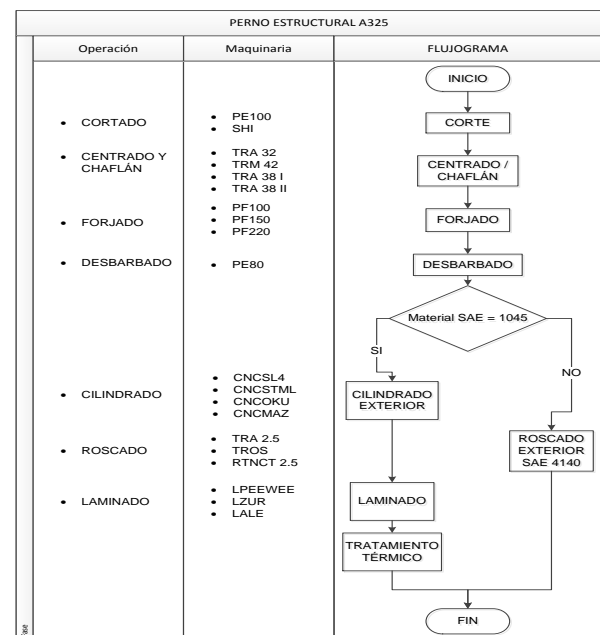 PERNO ESTRUCTURAL A325
Operación
Maquinaria
FLUJOGRAMA
• CORTADO
• CENTRADO Y
CHAFLÁN
• FORJADO
• DESBARBADO
• CILINDRADO
• ROSCADO
• LAMINADO
• PE100
• SHI
• TRA 32
• TRM 42
• TRA 38 I
• TRA 38 II
• PF100
• PF150
• PF220
• PE80
• CNCSL4
• CNCSTML
• CNCOKU
• CNCMAZ
• TRA 2.5
• TROS
• RTNCT 2.5
• LPEEWEE
• LZUR
• LALE
INICIO
CORTE
CENTRADO /
CHAFLÁN
FORJADO
DESBARBADO
Material SAE = 1045
SI
NO
CILINDRADO
EXTERIOR
ROSCADO
EXTERIOR
SAE 4140
LAMINADO
TRATAMIENTO
TÉRMICO
FIN
Fase